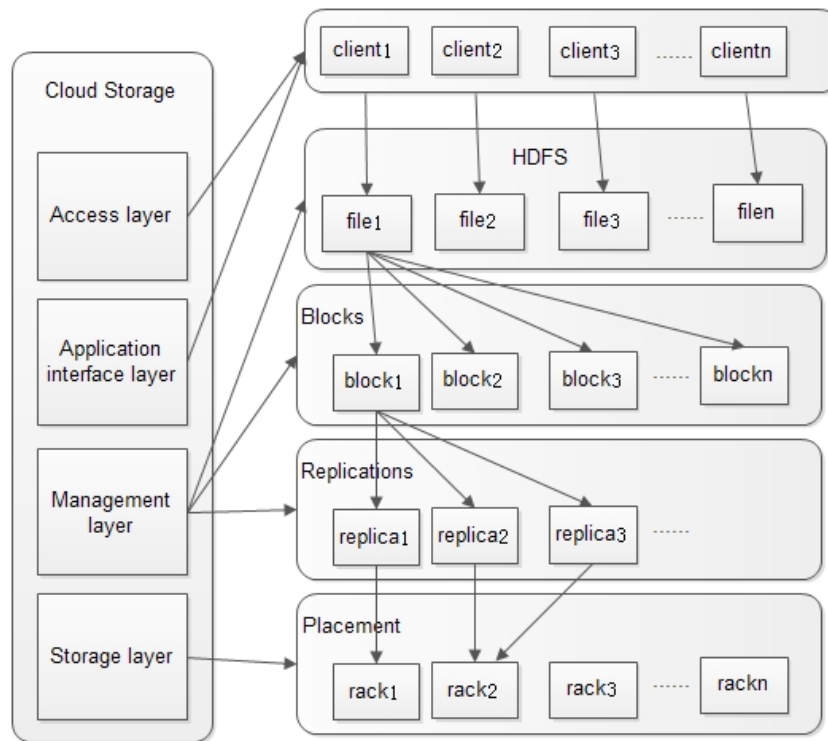 Cloud Storage
Access layer
Application
interface layer
Management
layer
Storage layer
client1 client2 client3 ...... clientn
HDFS
file1 file2 file3 ...... filen
Blocks
block1 block2 block3 ...... blockn
Replications
replica1 replica2 replica3 ......
Placement
rack1 rack2 rack3 ...... rackn